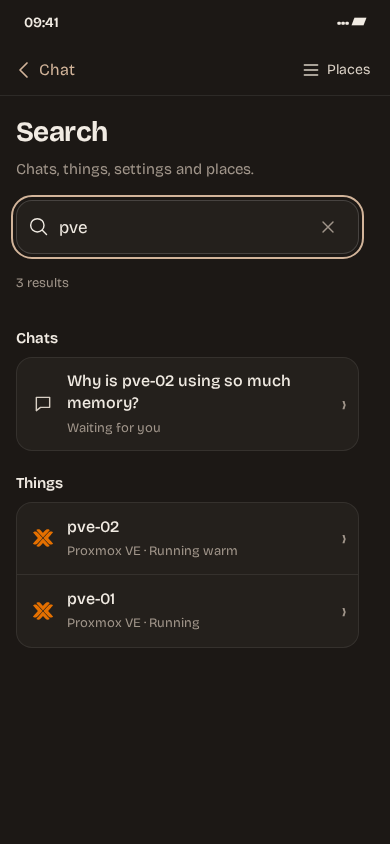 09:41
Chat
Places
Search
Chats, things, settings and places.
pve
3 results
Chats
Why is pve-02 using so much
memory?
Waiting for you
Things
pve-02
Proxmox VE · Running warm
pve-01
Proxmox VE · Running